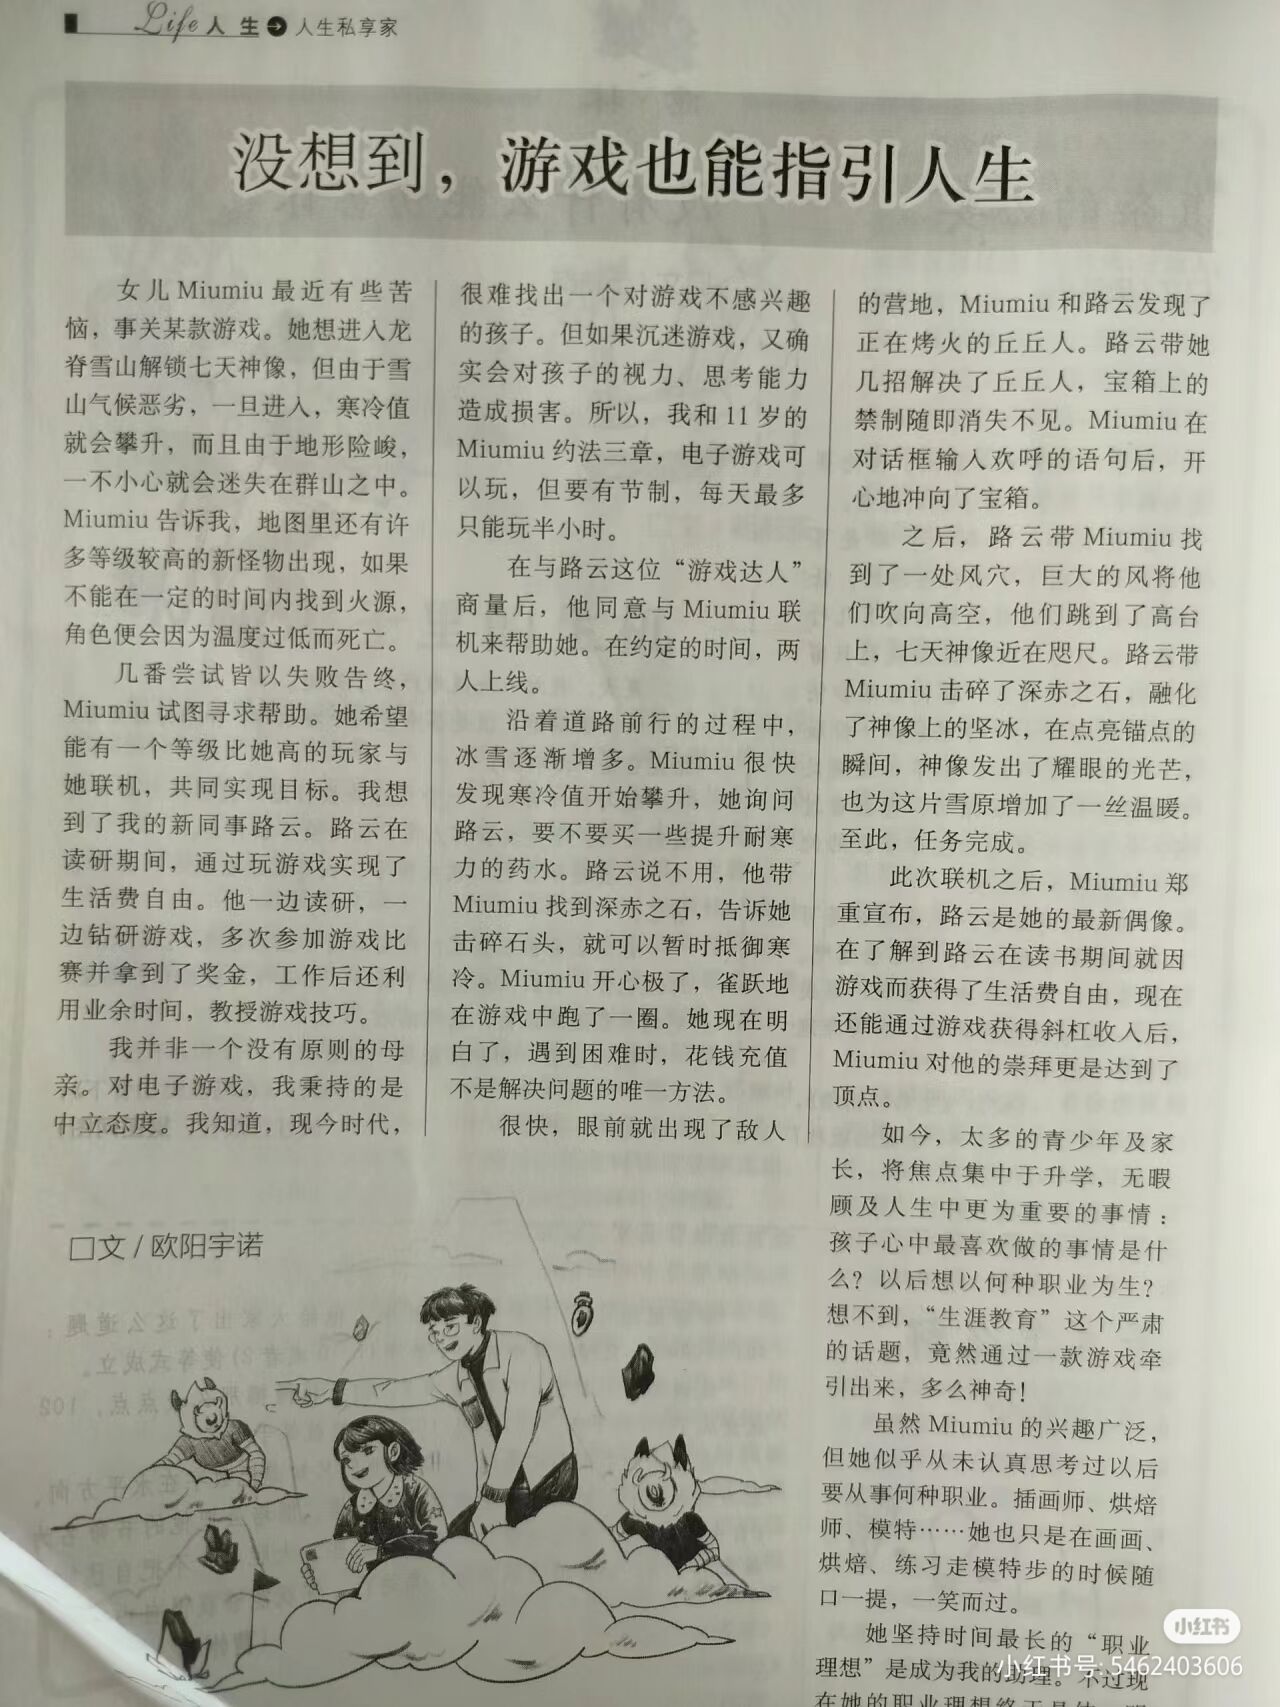 Life人 生 人生私享家
没想到，游戏也能指引人生
女儿 Miumiu 最近有些苦
恼，事关某款游戏。她想进入龙
脊雪山解锁七天神像，但由于雪
山气候恶劣，一旦进入，寒冷值
就会攀升，而且由于地形险峻，
一不小心就会迷失在群山之中。
Miumiu 告诉我，地图里还有许
多等级较高的新怪物出现，如果
不能在一定的时间内找到火源，
角色便会因为温度过低而死亡。
几番尝试皆以失败告终，
Miumiu 试图寻求帮助。她希望
能有一个等级比她高的玩家与
她联机，共同实现目标。我想
到了我的新同事路云。路云在
读研期间，通过玩游戏实现了
生活费自由。他一边读研，一
边钻研游戏，多次参加游戏比
赛并拿到了奖金，工作后还利
用业余时间，教授游戏技巧。
我并非一个没有原则的母
亲。对电子游戏，我秉持的是
中立态度。我知道，现今时代，
很难找出一个对游戏不感兴趣
的孩子。但如果沉迷游戏，又确
实会对孩子的视力、思考能力
造成损害。所以，我和 11 岁的
Miumiu 约法三章，电子游戏可
以玩，但要有节制，每天最多
只能玩半小时。
在与路云这位“游戏达人”
商量后，他同意与 Miumiu 联
机来帮助她。在约定的时间，两
人上线。
沿着道路前行的过程中，
冰雪逐渐增多。Miumiu 很快
发现寒冷值开始攀升，她询问
路云，要不要买一些提升耐寒
力的药水。路云说不用，他带
Miumiu 找到深赤之石，告诉她
击碎石头，就可以暂时抵御寒
冷。Miumiu 开心极了，雀跃地
在游戏中跑了一圈。她现在明
白了，遇到困难时，花钱充值
不是解决问题的唯一方法。
很快，眼前就出现了敌人
的营地，Miumiu 和路云发现了
正在烤火的丘丘人。路云带她
几招解决了丘丘人，宝箱上的
禁制随即消失不见。Miumiu 在
对话框输入欢呼的语句后，开
心地冲向了宝箱。
之后，路云带 Miumiu 找
到了一处风穴，巨大的风将他
们吹向高空，他们跳到了高台
上，七天神像近在咫尺。路云带
Miumiu 击碎了深赤之石，融化
了神像上的坚冰，在点亮锚点的
瞬间，神像发出了耀眼的光芒，
也为这片雪原增加了一丝温暖。
至此，任务完成。
此次联机之后，Miumiu 郑
重宣布，路云是她的最新偶像。
在了解到路云在读书期间就因
游戏而获得了生活费自由，现在
还能通过游戏获得斜杠收入后，
Miumiu 对他的崇拜更是达到了
顶点。
如今，太多的青少年及家
长，将焦点集中于升学，无暇
顾及人生中更为重要的事情：
孩子心中最喜欢做的事情是什
么？以后想以何种职业为生？
想不到，“生涯教育”这个严肃
的话题，竟然通过一款游戏牵
引出来，多么神奇！
虽然 Miumiu 的兴趣广泛，
但她似乎从未认真思考过以后
要从事何种职业。插画师、烘焙
师、模特……她也只是在画画、
烘焙、练习走模特步的时候随
口一提，一笑而过。
她坚持时间最长的“职业
理想”是成为我的助理。不过现
在她的职业理想终于
□文 / 欧阳宇诺
小红书
小红书号: 5462403606